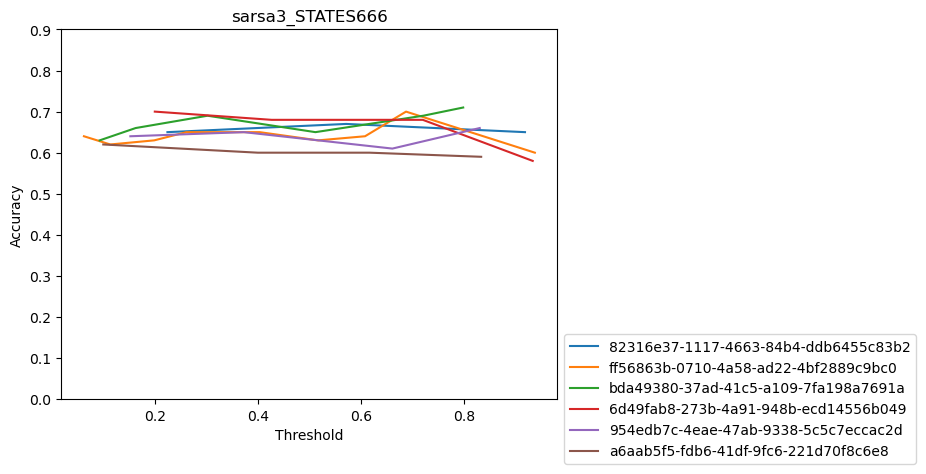 sarsa3_STATES666
0.9
0.8
0.7
0.6
0.5
0.4
0.3
0.2
0.1
0.0
Accuracy
0.2 0.4 0.6 0.8
Threshold
82316e37-1117-4663-84b4-ddb6455c83b2
ff56863b-0710-4a58-ad22-4bf2889c9bc0
bda49380-37ad-41c5-a109-7fa198a7691a
6d49fab8-273b-4a91-948b-ecd14556b049
954edb7c-4eae-47ab-9338-5c5c7eccac2d
a6aab5f5-fdb6-41df-9fc6-221d70f8c6e8